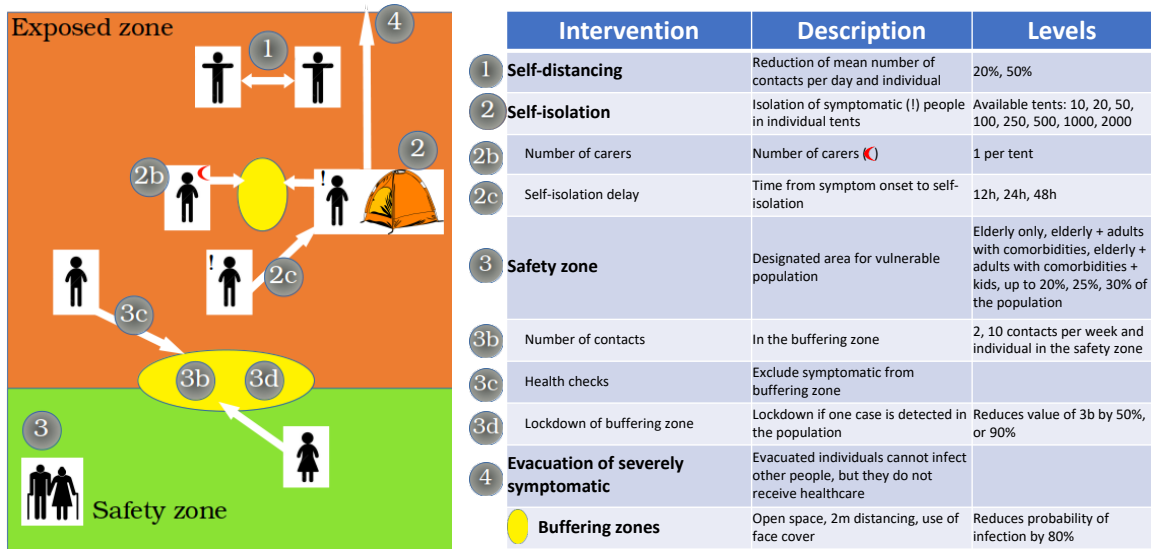 Exposed zone
4
1
2
2b
!
2c
!
3c
3b
3d
3
Safety zone
Intervention Description Levels
1 Self-distancing
Reduction of mean number of
contacts per day and individual
20%, 50%
2 Self-isolation
Isolation of symptomatic (!) people
in individual tents
Available tents: 10, 20, 50,
100, 250, 500, 1000, 2000
2b Number of carers
Number of carers ( )
1 per tent
2c Self-isolation delay
Time from symptom onset to self-
isolation
12h, 24h, 48h
3 Safety zone
Designated area for vulnerable
population
Elderly only, elderly + adults
with comorbidities, elderly +
adults with comorbidities +
kids, up to 20%, 25%, 30% of
the population
3b Number of contacts
In the buffering zone
2, 10 contacts per week and
individual in the safety zone
3c Health checks
Exclude symptomatic from
buffering zone
3d Lockdown of buffering zone
Lockdown if one case is detected in
the population
Reduces value of 3b by 50%,
or 90%
4 Evacuation of severely
symptomatic
Evacuated individuals cannot infect
other people, but they do not
receive healthcare
Buffering zones
Open space, 2m distancing, use of
face cover
Reduces probability of
infection by 80%